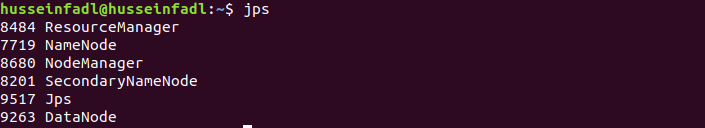 husseinfadl@husseinfadl:~$ jps
8484 ResourceManager
7719 NameNode
8680 NodeManager
8201 SecondaryNameNode
9517 Jps
9263 DataNode